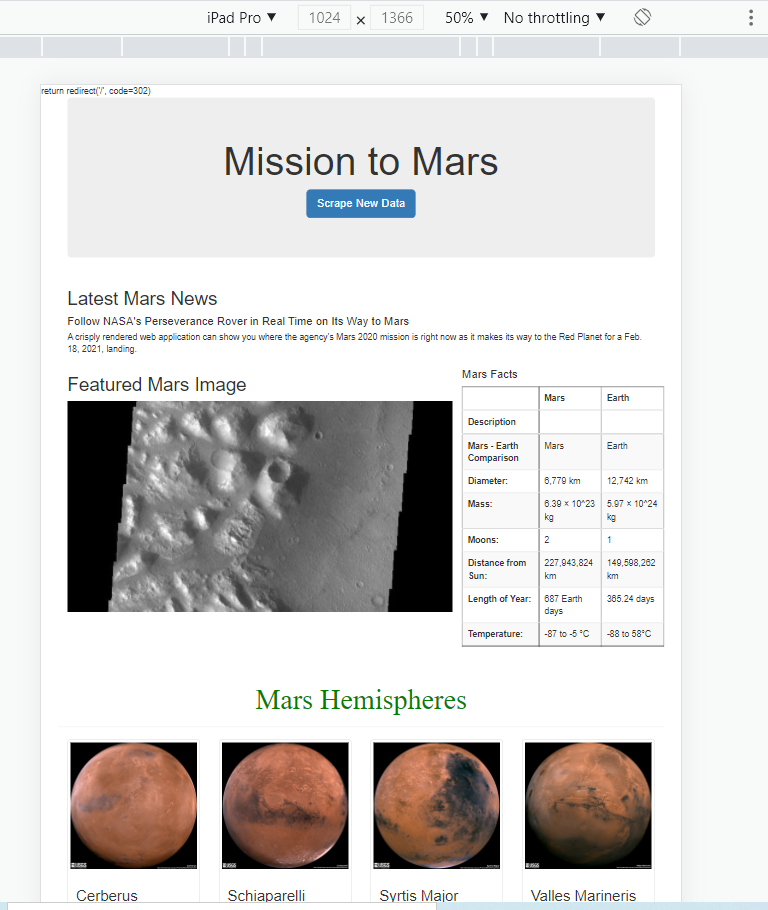 iPad Pro ▼ 1024 × 1366 50% ▼ No throttling ▼
return redirect('/', code=302)
Mission to Mars
Scrape New Data
Latest Mars News
Follow NASA's Perseverance Rover in Real Time on Its Way to Mars
A crisply rendered web application can show you where the agency's Mars 2020 mission is right now as it makes its way to the Red Planet for a Feb.
18, 2021, landing.
Featured Mars Image
Mars Facts
Mars Earth
Description
Mars - Earth Comparison Mars Earth
Diameter: 6,779 km 12,742 km
Mass: 6.39 × 10^23 kg 5.97 × 10^24 kg
Moons: 2 1
Distance from Sun: 227,943,824 km 149,598,262 km
Length of Year: 687 Earth days 365.24 days
Temperature: -87 to -5 °C -88 to 58°C
Mars Hemispheres
USGS USGS USGS USGS
Cerberus Schiaparelli Syrtis Major Valles Marineris